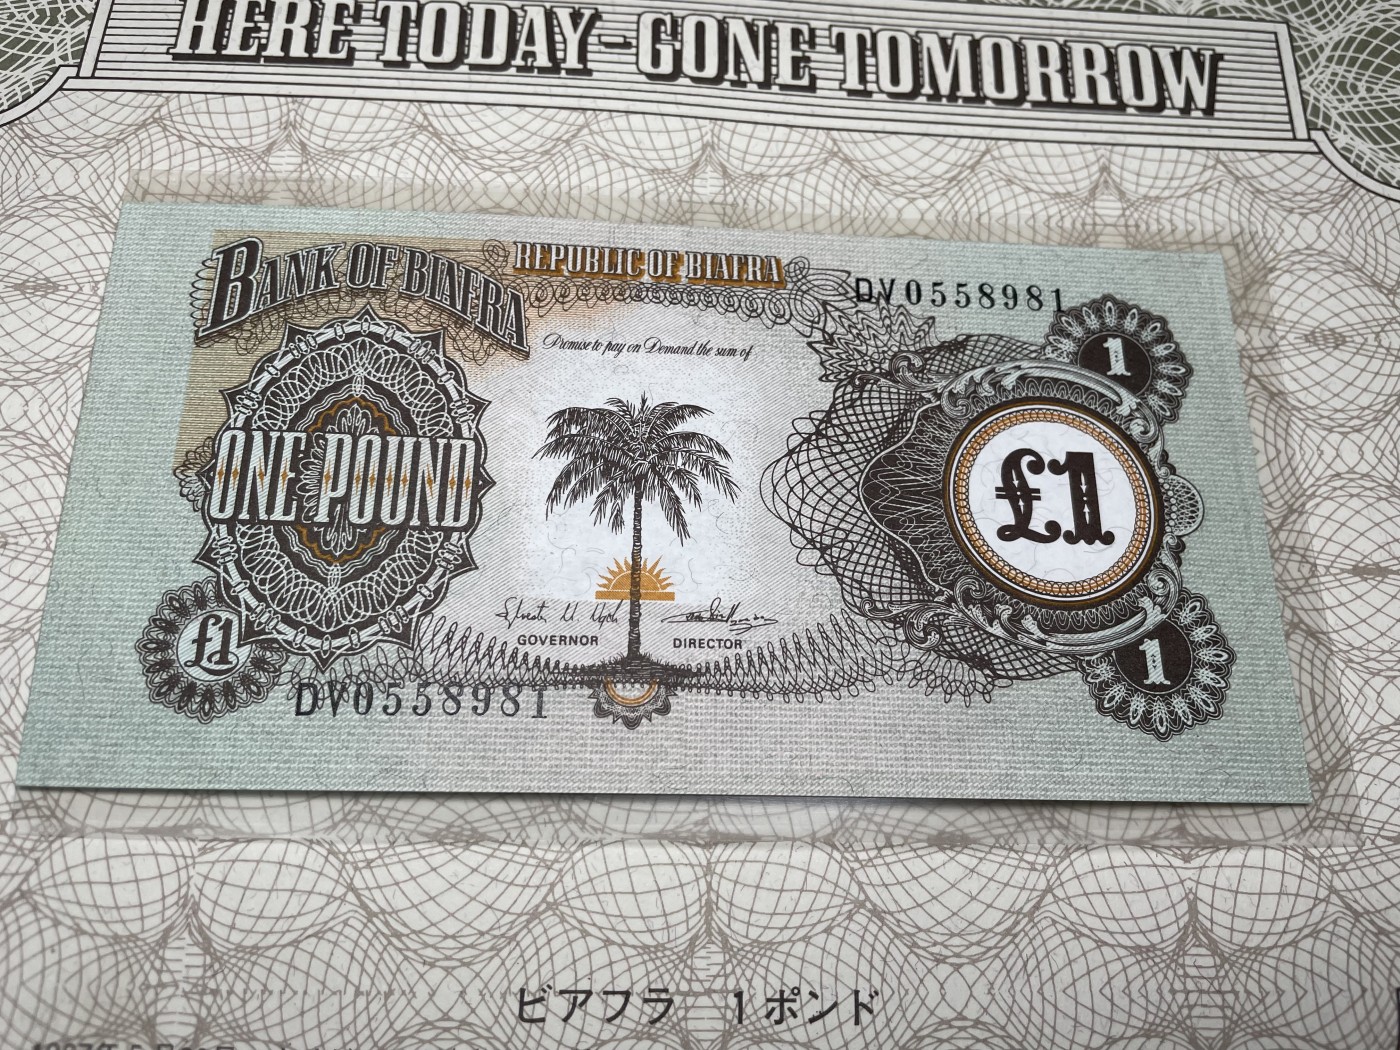 HERE TODAY-GONE TOMORROW
BANK OF BIAFRA
REPUBLIC OF BIAFRA
DV0558981
1
Promise to pay on Demand the sum of
ONE POUND
£1
GOVERNOR
DIRECTOR
£1
1
DV0558981
ビアフラ 1ポンド